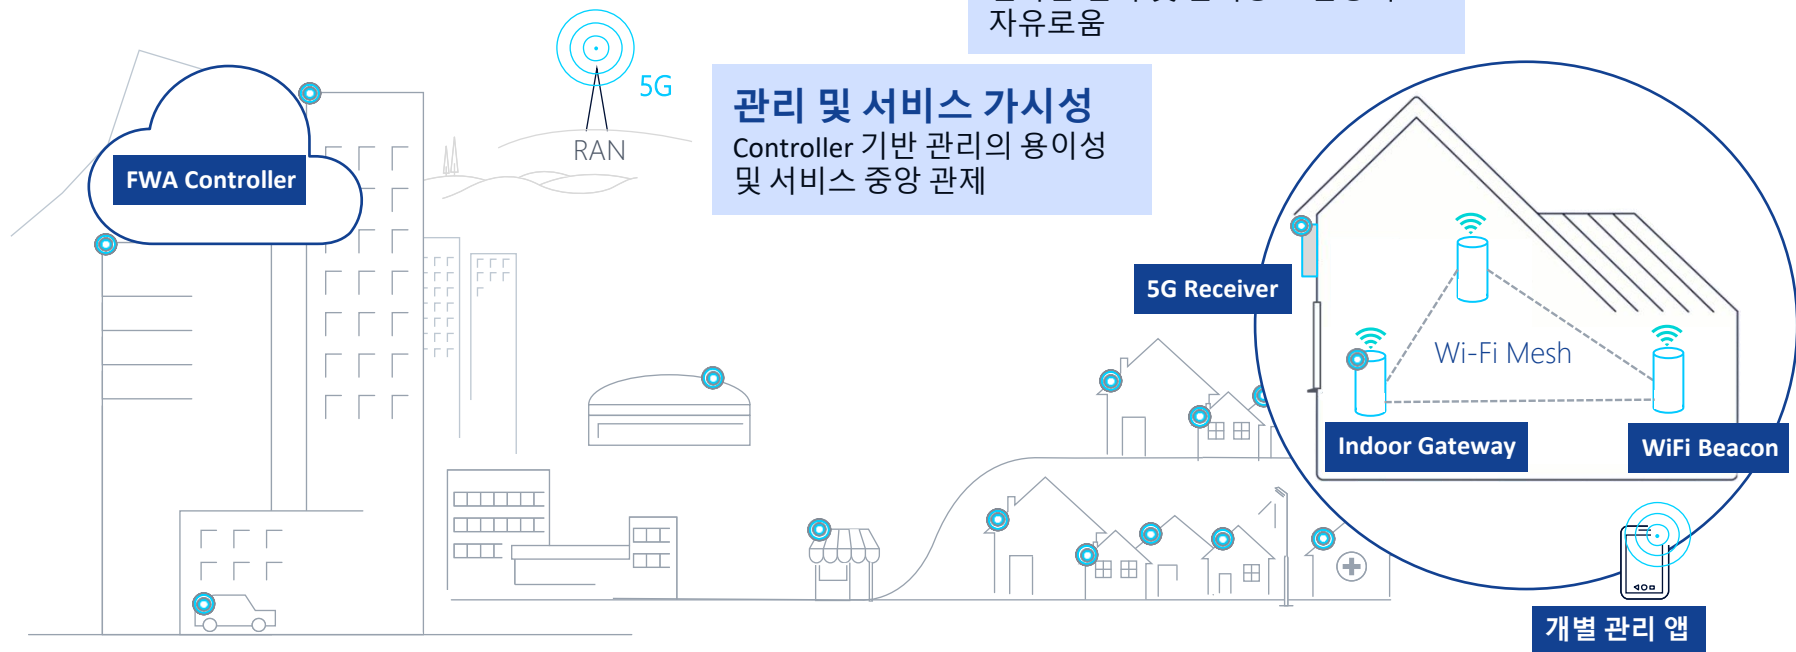 자유로움
5G
RAN
관리 및 서비스 가시성
Controller 기반 관리의 용이성
및 서비스 중앙 관제
FWA Controller
5G Receiver
Wi-Fi Mesh
Indoor Gateway
WiFi Beacon
개별 관리 앱